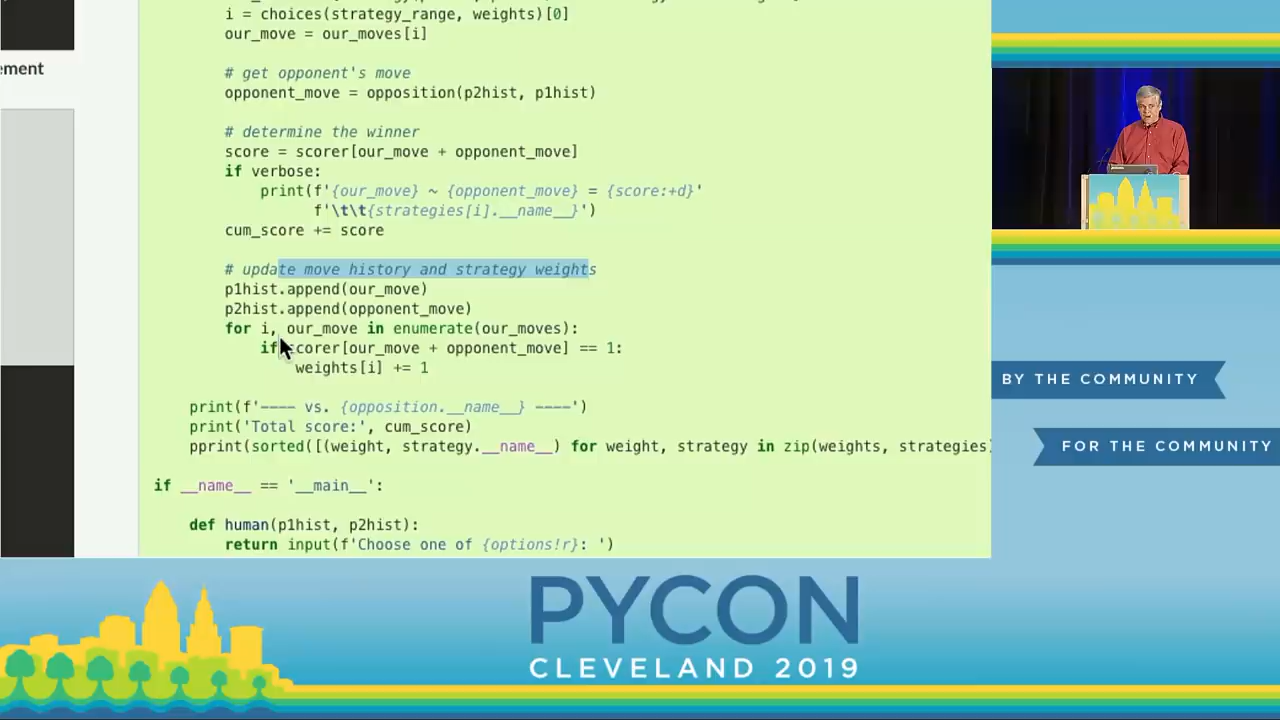 i = choices(strategy_range, weights)[0]
our_move = our_moves[i]
ement
# get opponent's move
opponent_move = opposition(p2hist, p1hist)
# determine the winner
score = scorer[our_move + opponent_move]
if verbose:
print(f'{our_move} ~ {opponent_move} = {score:+d}'
f'\t\t{strategies[i].__name__}')
cum_score += score
# update move history and strategy weights
p1hist.append(our_move)
p2hist.append(opponent_move)
for i, our_move in enumerate(our_moves):
if scorer[our_move + opponent_move] == 1:
weights[i] += 1
print(f'---- vs. {opposition.__name__} ----')
print('Total score:', cum_score)
pprint(sorted([(weight, strategy.__name__) for weight, strategy in zip(weights, strategies)
if __name__ == '__main__':
def human(p1hist, p2hist):
return input(f'Choose one of {options!r}: ')
BY THE COMMUNITY
FOR THE COMMUNITY
PYCON
CLEVELAND 2019